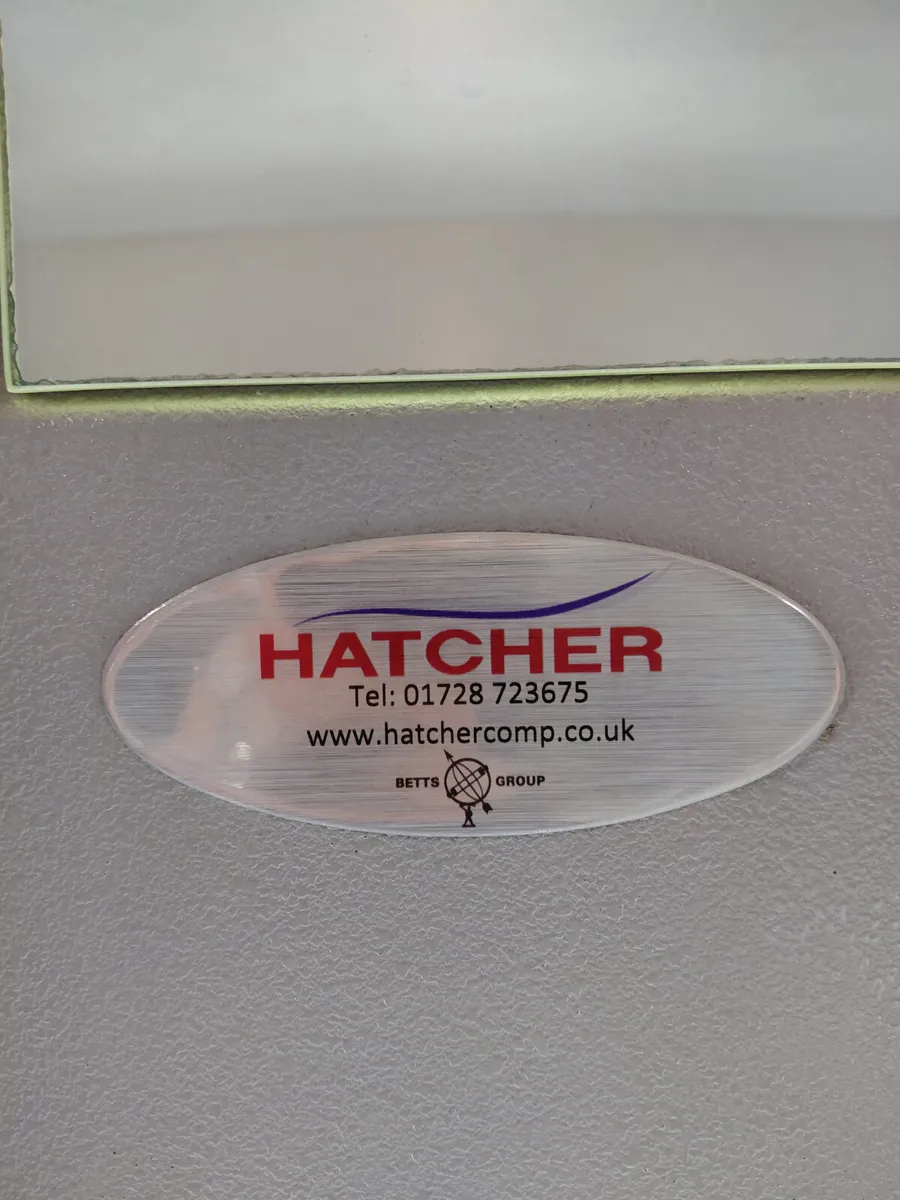 HATCHER
Tel: 01728 723675
www.hatchercomp.co.uk
BETTS GROUP